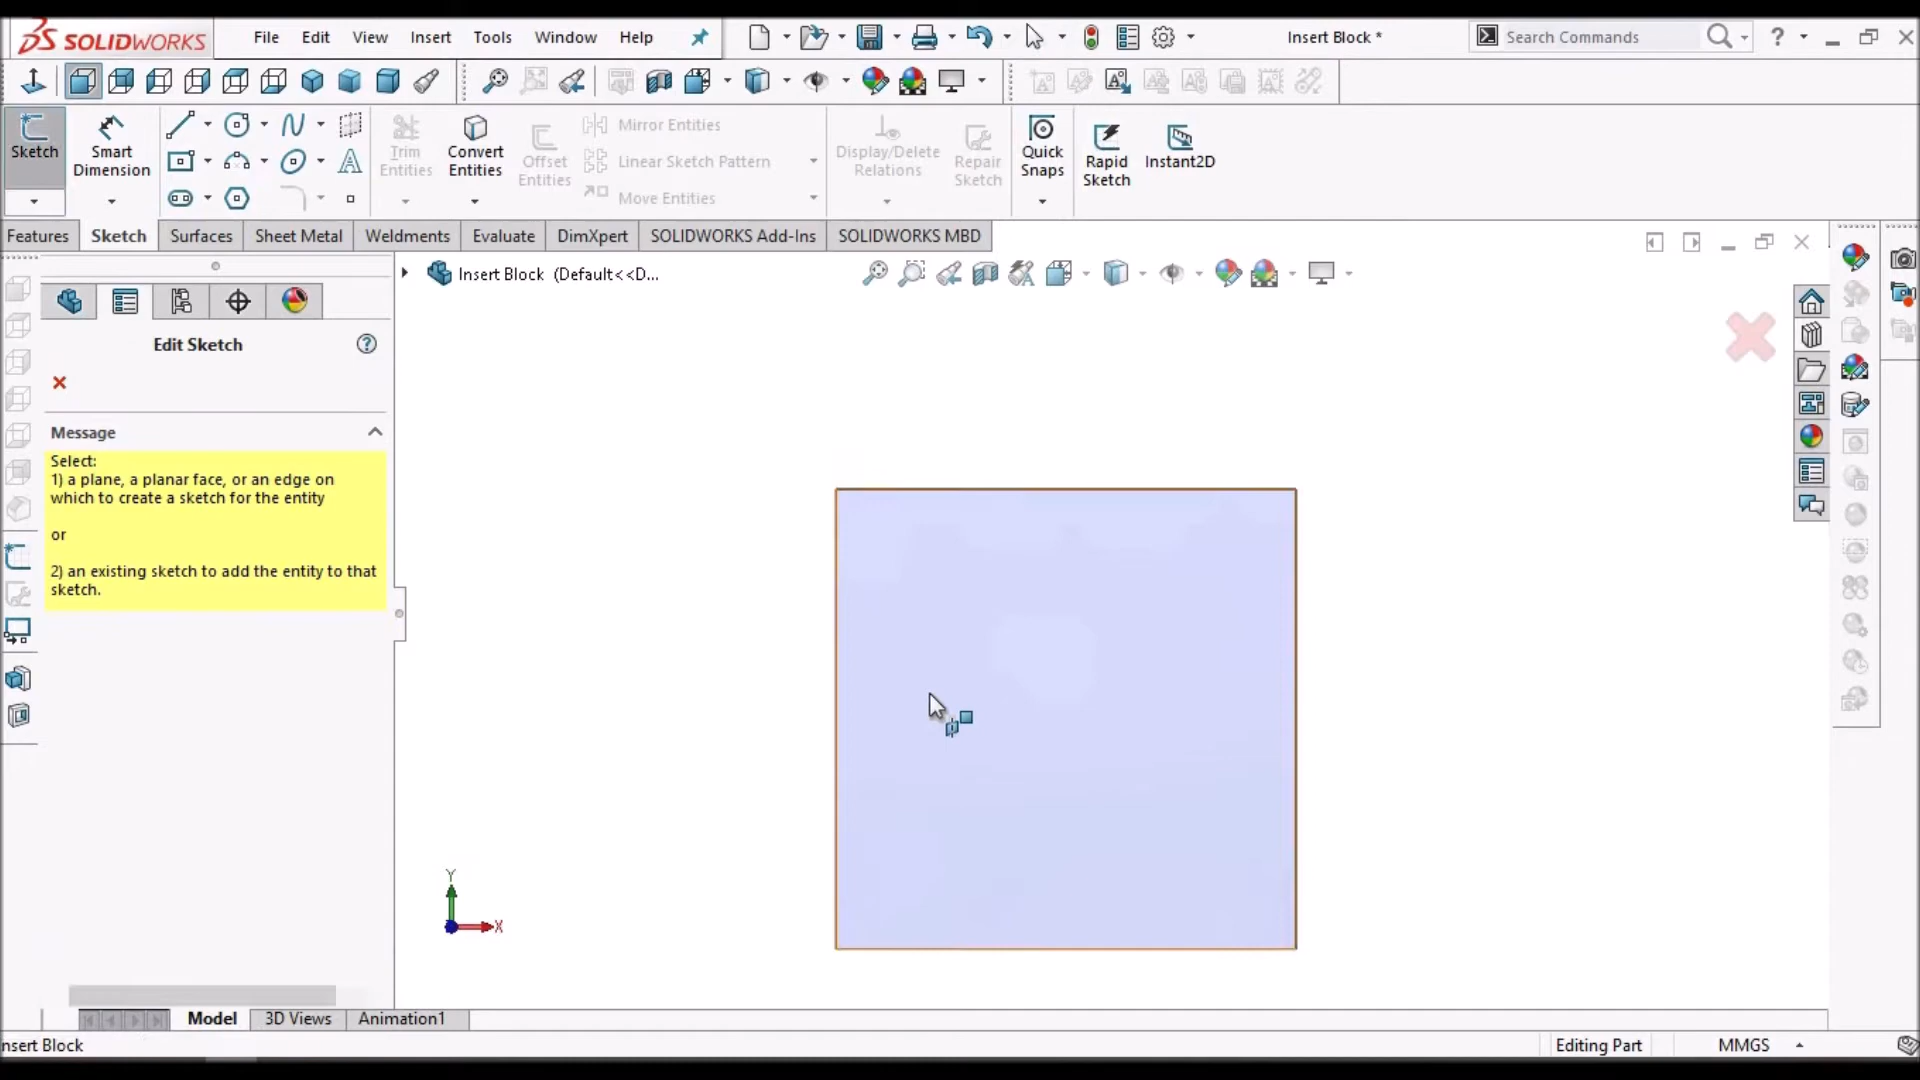 SOLIDWORKS File Edit View Insert Tools Window Help Insert Block * Search Commands ?
Sketch Smart Dimension Trim Entities Convert Entities Offset Entities Mirror Entities Linear Sketch Pattern Move Entities Display/Delete Relations Repair Sketch Quick Snaps Rapid Sketch Instant2D
Features Sketch Surfaces Sheet Metal Weldments Evaluate DimXpert SOLIDWORKS Add-Ins SOLIDWORKS MBD
Insert Block (Default<<D...
Edit Sketch
Message
Select:
1) a plane, a planar face, or an edge on
which to create a sketch for the entity
or
2) an existing sketch to add the entity to that
sketch.
Y
X
Model 3D Views Animation1
nsert Block Editing Part MMGS